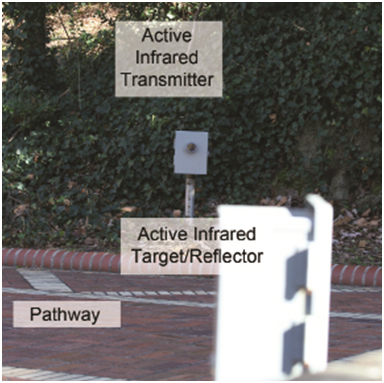 Active
Infrared
Transmitter
Active Infrared
Target/Reflector
Pathway